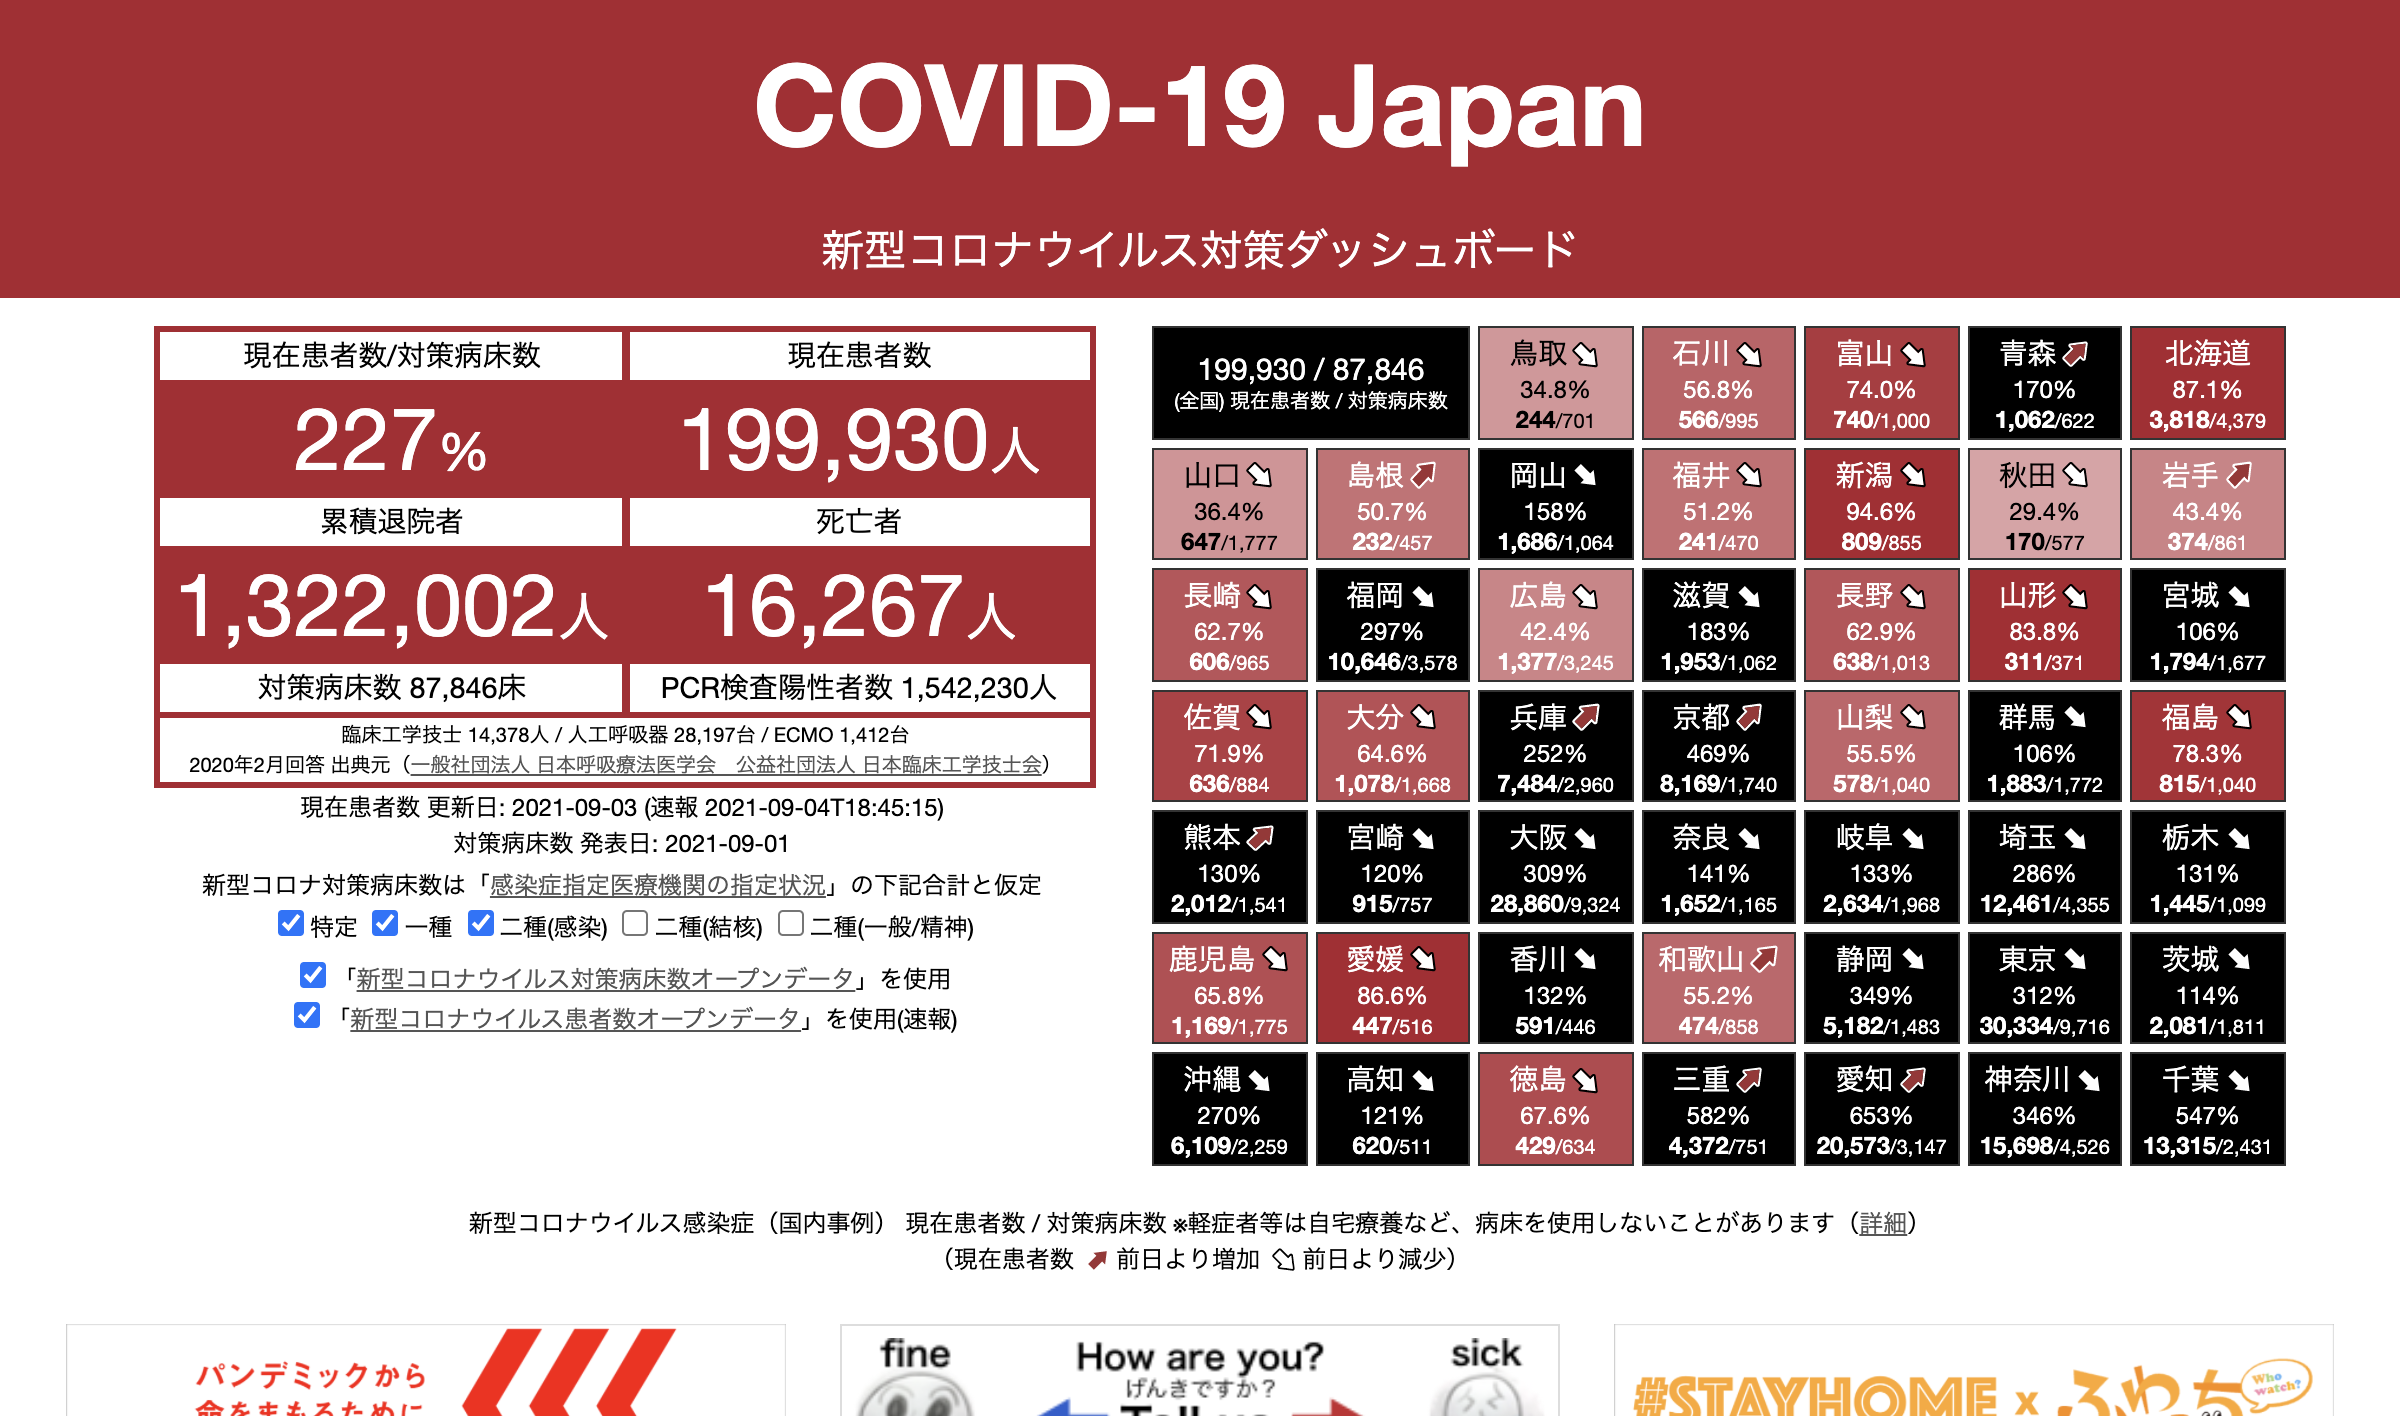 COVID-19 Japan
新型コロナウイルス対策ダッシュボード
現在患者数/対策病床数
現在患者数
227%
199,930人
累積退院者
死亡者
1,322,002人
16,267人
対策病床数 87,846床
PCR検査陽性者数 1,542,230人
臨床工学技士 14,378人 / 人工呼吸器 28,197台 / ECMO 1,412台
2020年2月回答 出典元（一般社団法人 日本呼吸療法医学会　公益社団法人 日本臨床工学技士会）
現在患者数 更新日: 2021-09-03 (速報 2021-09-04T18:45:15)
対策病床数 発表日: 2021-09-01
新型コロナ対策病床数は「感染症指定医療機関の指定状況」の下記合計と仮定
特定 一種 二種(感染) 二種(結核) 二種(一般/精神)
「新型コロナウイルス対策病床数オープンデータ」を使用
「新型コロナウイルス患者数オープンデータ」を使用(速報)
199,930 / 87,846
(全国) 現在患者数 / 対策病床数
鳥取
34.8%
244/701
石川
56.8%
566/995
富山
74.0%
740/1,000
青森
170%
1,062/622
北海道
87.1%
3,818/4,379
山口
36.4%
647/1,777
島根
50.7%
232/457
岡山
158%
1,686/1,064
福井
51.2%
241/470
新潟
94.6%
809/855
秋田
29.4%
170/577
岩手
43.4%
374/861
長崎
62.7%
606/965
福岡
297%
10,646/3,578
広島
42.4%
1,377/3,245
滋賀
183%
1,953/1,062
長野
62.9%
638/1,013
山形
83.8%
311/371
宮城
106%
1,794/1,677
佐賀
71.9%
636/884
大分
64.6%
1,078/1,668
兵庫
252%
7,484/2,960
京都
469%
8,169/1,740
山梨
55.5%
578/1,040
群馬
106%
1,883/1,772
福島
78.3%
815/1,040
熊本
130%
2,012/1,541
宮崎
120%
915/757
大阪
309%
28,860/9,324
奈良
141%
1,652/1,165
岐阜
133%
2,634/1,968
埼玉
286%
12,461/4,355
栃木
131%
1,445/1,099
鹿児島
65.8%
1,169/1,775
愛媛
86.6%
447/516
香川
132%
591/446
和歌山
55.2%
474/858
静岡
349%
5,182/1,483
東京
312%
30,334/9,716
茨城
114%
2,081/1,811
沖縄
270%
6,109/2,259
高知
121%
620/511
徳島
67.6%
429/634
三重
582%
4,372/751
愛知
653%
20,573/3,147
神奈川
346%
15,698/4,526
千葉
547%
13,315/2,431
新型コロナウイルス感染症（国内事例） 現在患者数 / 対策病床数 ※軽症者等は自宅療養など、病床を使用しないことがあります（詳細）
（現在患者数 前日より増加 前日より減少）
パンデミックから
命をまもるために
fine
How are you?
sick
げんきですか？
Tell us
#STAYHOME x ふわっち
Who watch?